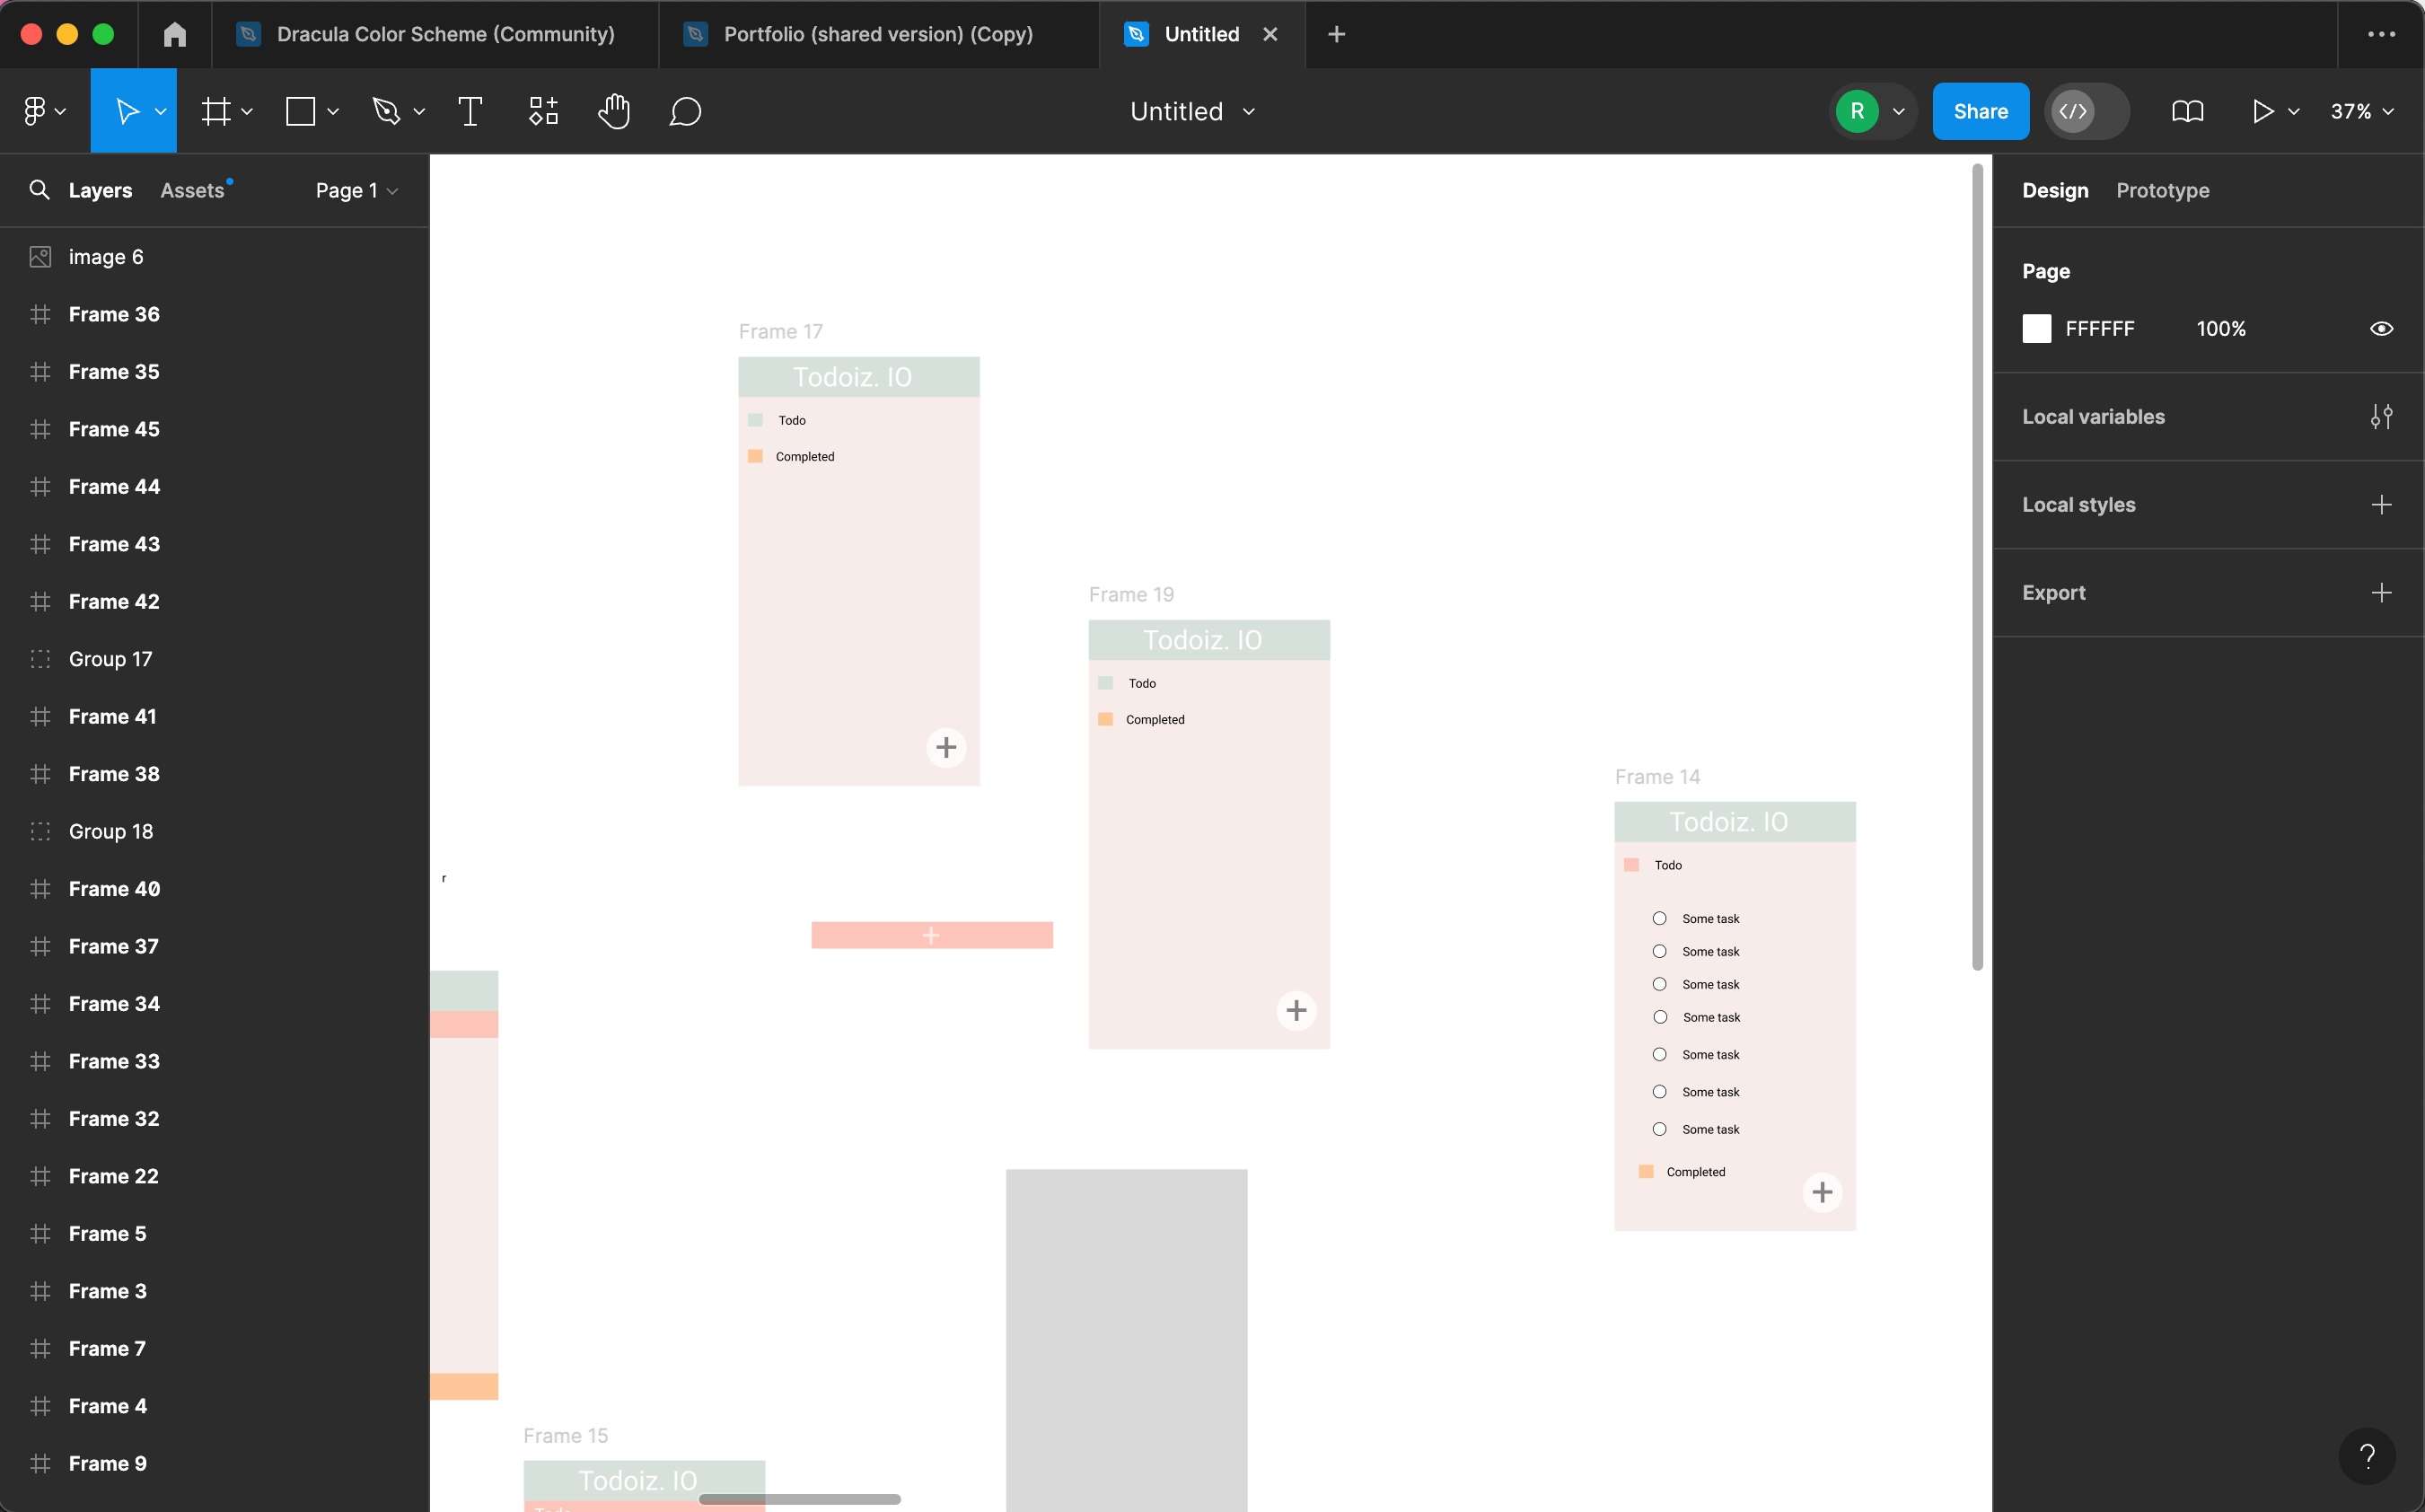 Dracula Color Scheme (Community)
Portfolio (shared version) (Copy)
Untitled
Untitled
R
Share
37%
Layers
Assets
Page 1
image 6
Frame 36
Frame 35
Frame 45
Frame 44
Frame 43
Frame 42
Group 17
Frame 41
Frame 38
Group 18
Frame 40
Frame 37
Frame 34
Frame 33
Frame 32
Frame 22
Frame 5
Frame 3
Frame 7
Frame 4
Frame 9
Frame 17
Todoiz. IO
Todo
Completed
Frame 19
Todoiz. IO
Todo
Completed
Frame 14
Todoiz. IO
Todo
Some task
Some task
Some task
Some task
Some task
Some task
Some task
Completed
r
Frame 15
Todoiz. IO
Design
Prototype
Page
FFFFFF
100%
Local variables
Local styles
Export
?